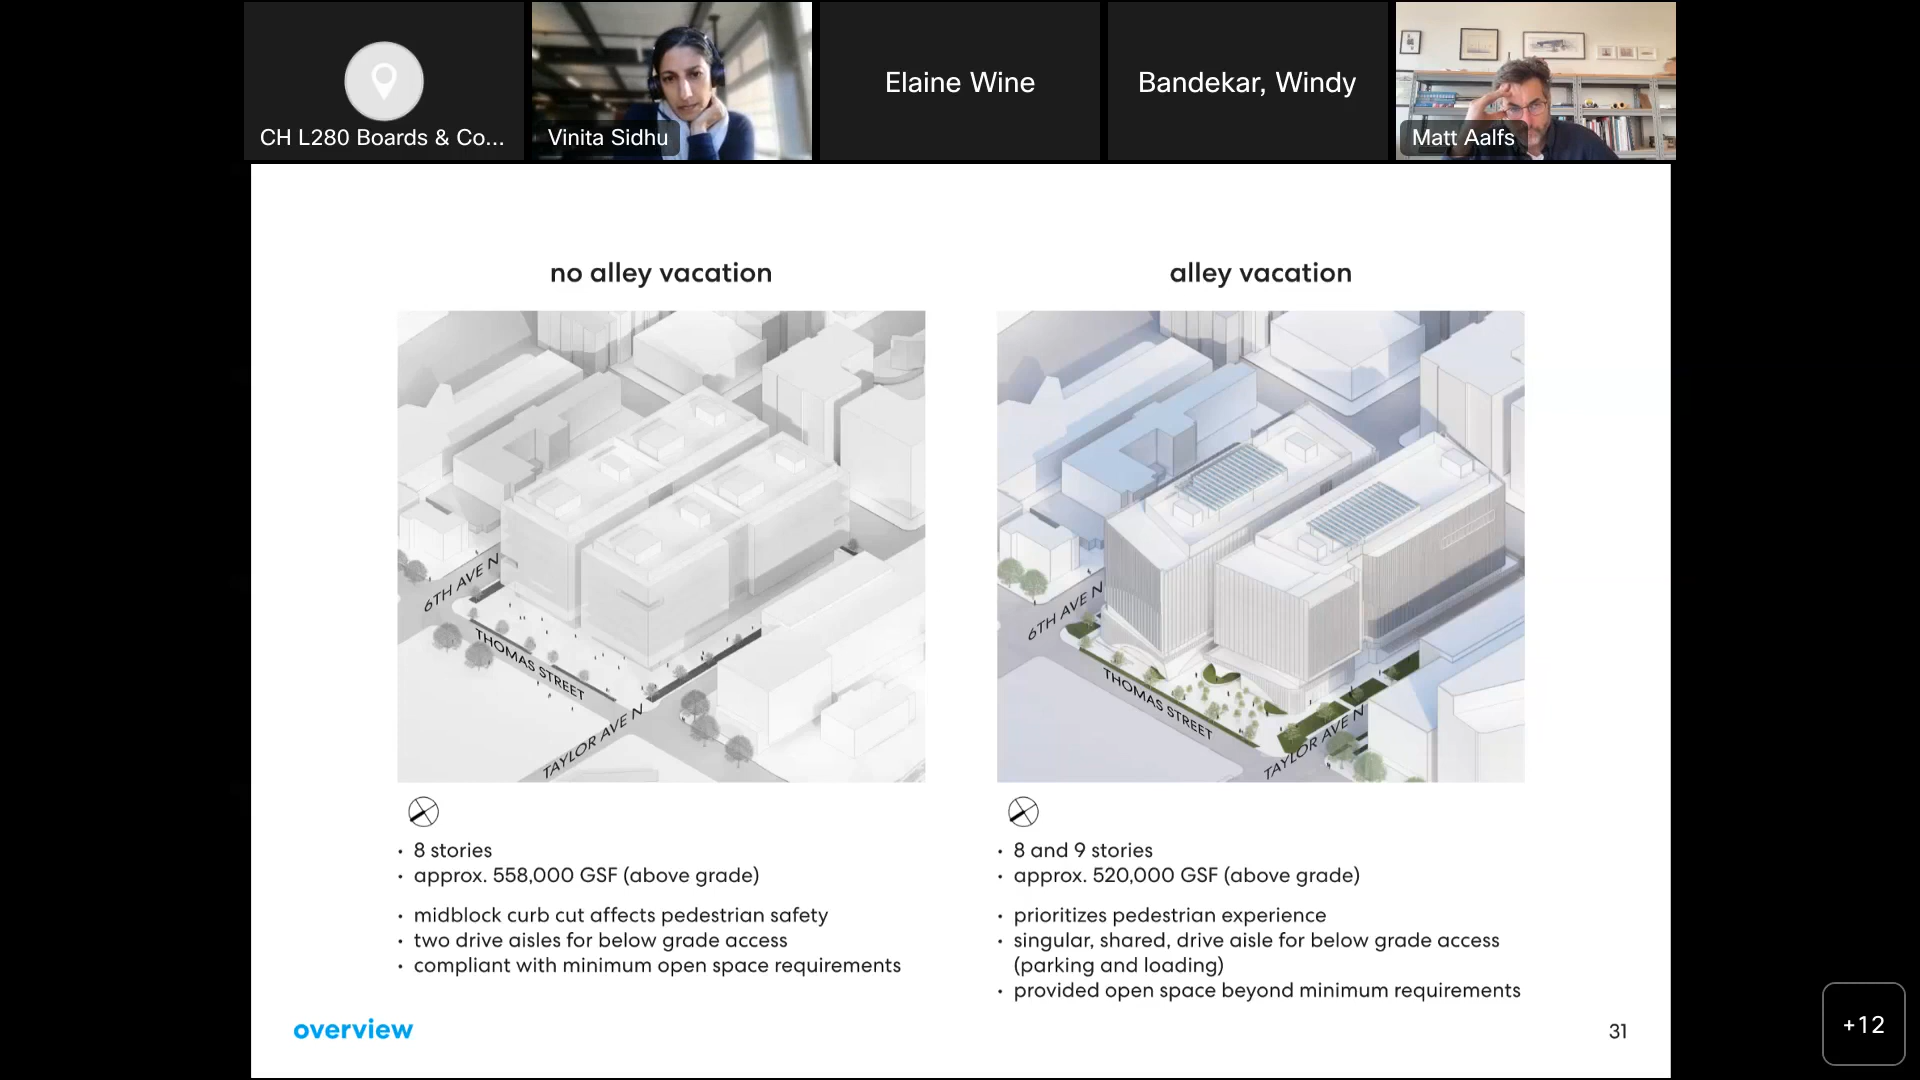 CH L280 Boards & Co...
Vinita Sidhu
Elaine Wine
Bandekar, Windy
Matt Aalfs
no alley vacation
6TH AVE N
THOMAS STREET
TAYLOR AVE N
• 8 stories
• approx. 558,000 GSF (above grade)
• midblock curb cut affects pedestrian safety
• two drive aisles for below grade access
• compliant with minimum open space requirements
alley vacation
6TH AVE N
THOMAS STREET
TAYLOR AVE N
• 8 and 9 stories
• approx. 520,000 GSF (above grade)
• prioritizes pedestrian experience
• singular, shared, drive aisle for below grade access
(parking and loading)
• provided open space beyond minimum requirements
overview
31
+12